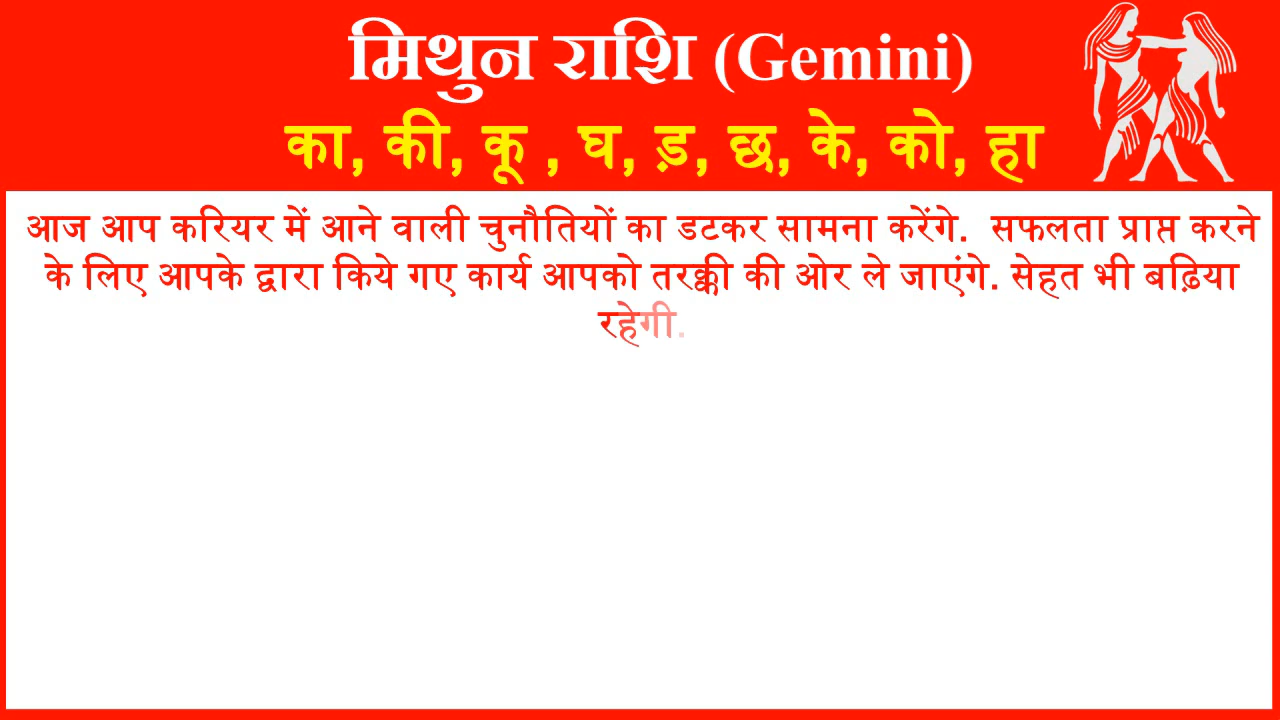 मिथुन राशि (Gemini)
का, की, कू , घ, ड़, छ, के, को, हा
आज आप करियर में आने वाली चुनौतियों का डटकर सामना करेंगे.  सफलता प्राप्त करने
के लिए आपके द्वारा किये गए कार्य आपको तरक्की की ओर ले जाएंगे. सेहत भी बढ़िया
रहेगी.